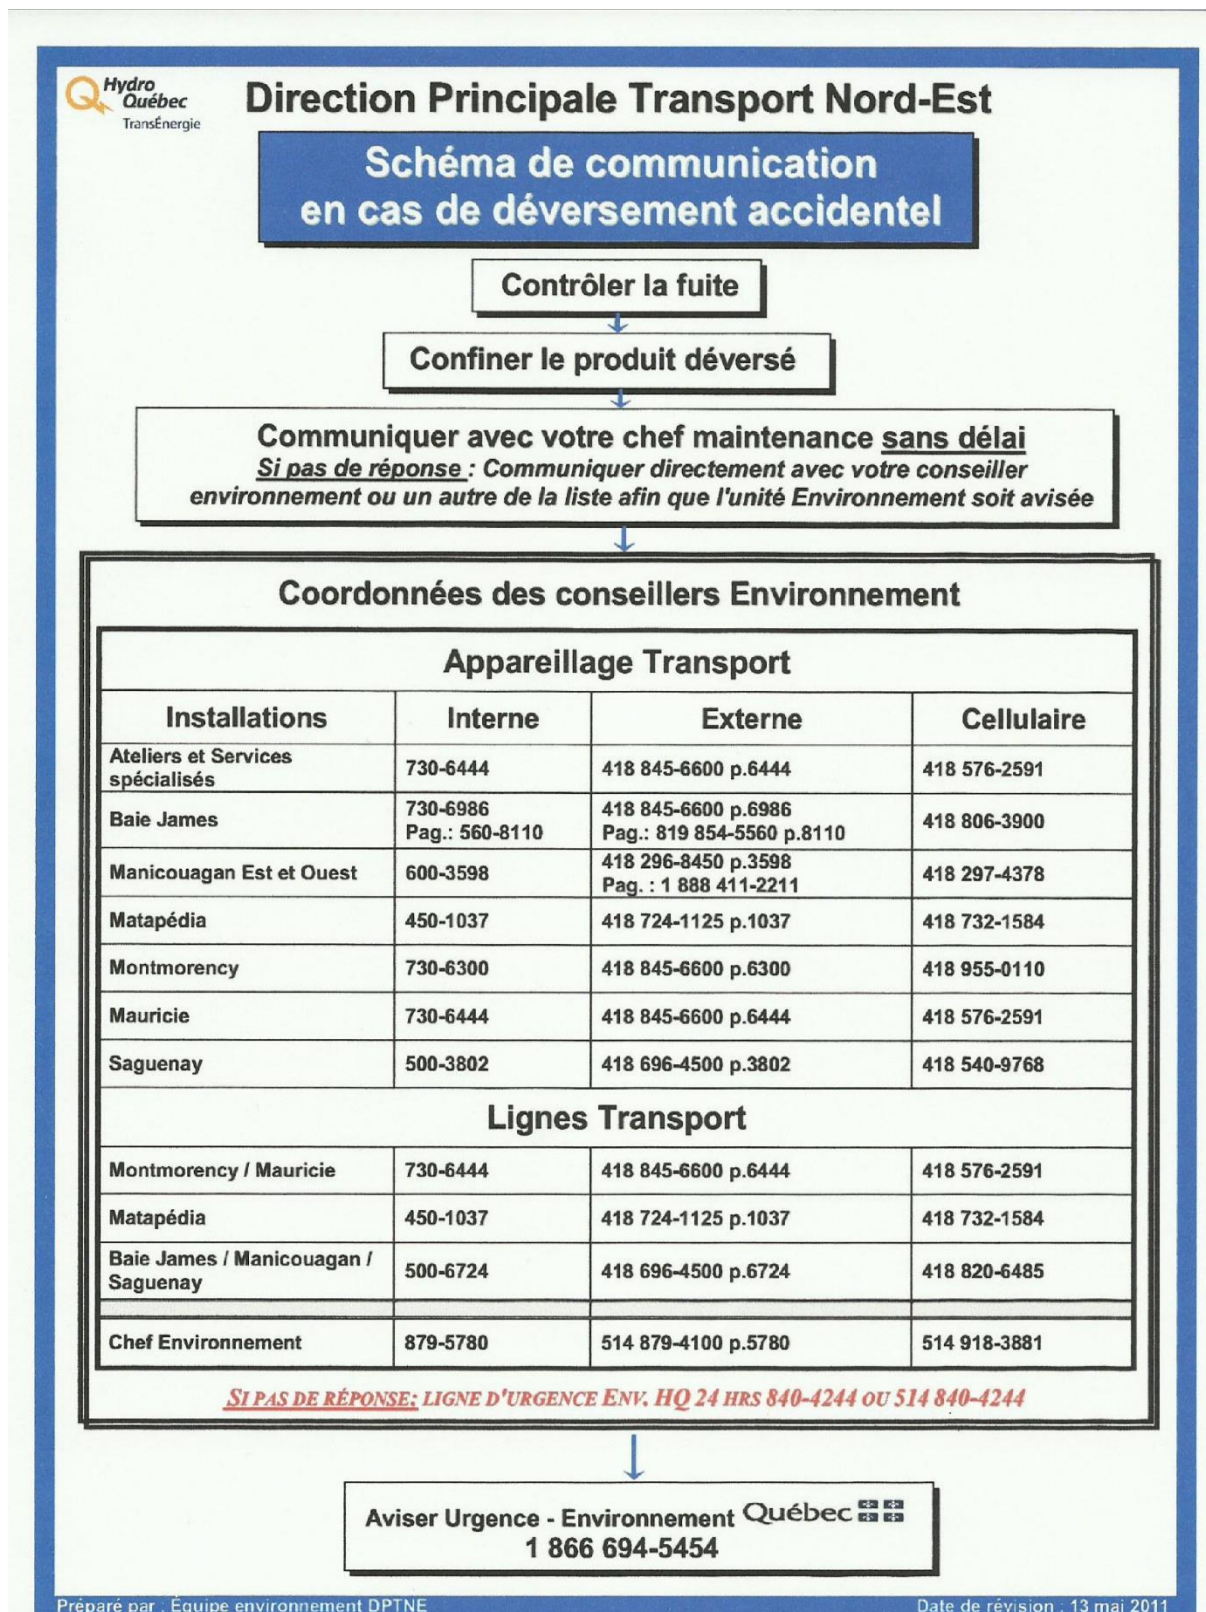 Hydro
Québec
TransÉnergie
Direction Principale Transport Nord-Est
Schéma de communication
en cas de déversement accidentel
Contrôler la fuite
Confiner le produit déversé
Communiquer avec votre chef maintenance sans délai
Si pas de réponse : Communiquer directement avec votre conseiller
environnement ou un autre de la liste afin que l'unité Environnement soit avisée
Coordonnées des conseillers Environnement
Appareillage Transport
Installations Interne Externe Cellulaire
Ateliers et Services
spécialisés 730-6444 418 845-6600 p.6444 418 576-2591
Baie James 730-6986 418 845-6600 p.6986 418 806-3900
Pag.: 560-8110 Pag.: 819 854-5560 p.8110
Manicouagan Est et Ouest 600-3598 418 296-8450 p.3598 418 297-4378
Pag. : 1 888 411-2211
Matapédia 450-1037 418 724-1125 p.1037 418 732-1584
Montmorency 730-6300 418 845-6600 p.6300 418 955-0110
Mauricie 730-6444 418 845-6600 p.6444 418 576-2591
Saguenay 500-3802 418 696-4500 p.3802 418 540-9768
Lignes Transport
Montmorency / Mauricie 730-6444 418 845-6600 p.6444 418 576-2591
Matapédia 450-1037 418 724-1125 p.1037 418 732-1584
Baie James / Manicouagan /
Saguenay 500-6724 418 696-4500 p.6724 418 820-6485
Chef Environnement 879-5780 514 879-4100 p.5780 514 918-3881
SI PAS DE RÉPONSE: LIGNE D'URGENCE ENV. HQ 24 HRS 840-4244 OU 514 840-4244
Aviser Urgence - Environnement Québec
1 866 694-5454
Préparé par : Équipe environnement DPTNE Date de révision : 13 mai 2011